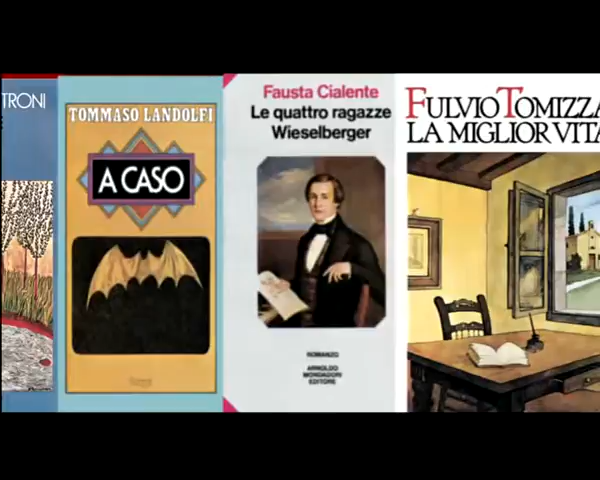 TRONI
TOMMASO LANDOLFI
A CASO
Fausta Cialente
Le quattro ragazze
Wieselberger
ROMANZO
ARNOLDO
MONDADORI
EDITORE
FULVIO TOMIZZA
LA MIGLIOR VITA